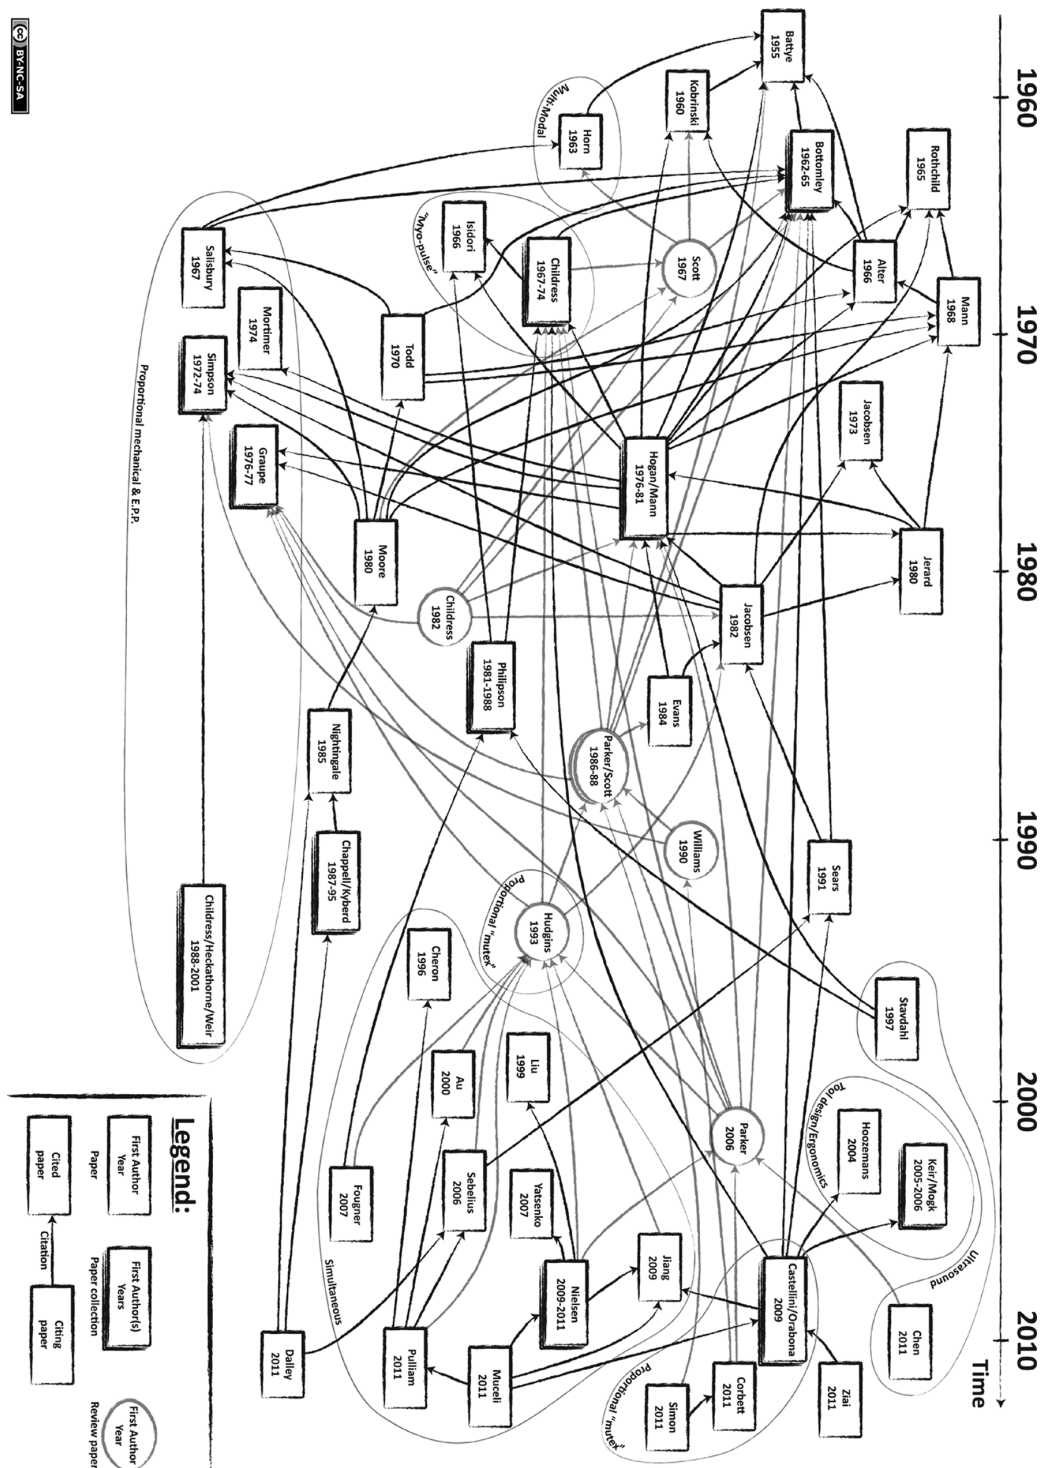 1960
1970
1980
1990
2000
2010
Time
Battye
1955
Kobrinski
1960
Horn
1963
Multi-Modal
Bottomley
1962-65
Rothchild
1965
Isidori
1966
"Myo-pulse"
Childress
1967-74
Scott
1967
Alter
1966
Mann
1968
Salisbury
1967
Mortimer
1974
Simpson
1972-74
Graupe
1976-77
Todd
1970
Jacobsen
1973
Hogan/Mann
1976-81
Moore
1980
Jerard
1980
Childress
1982
Jacobsen
1982
Philipson
1981-1988
Evans
1984
Nightingale
1985
Parker/Scott
1986-88
Williams
1990
Sears
1991
Chappell/Kyberd
1987-95
Childress/Heckathorne/Weir
1988-2001
Proportional mechanical & E.P.P.
Hudgins
1993
Proportional "mutex"
Cheron
1996
Stavdahl
1997
Liu
1999
Au
2000
Parker
2006
Hoozemans
2004
Keir/Mogk
2005-2006
Tool design/Ergonomics
Sebelius
2006
Yatsenko
2007
Fougner
2007
Simultaneous
Jiang
2009
Nielsen
2009-2011
Castellini/Orabona
2009
Ultrasound
Chen
2011
Dalley
2011
Pulliam
2011
Muceli
2011
Simon
2011
Corbett
2011
Ziai
2011
Proportional "mutex"
Legend:
First Author
Year
Paper
First Author(s)
Years
Paper collection
First Author
Year
Review paper
Cited
paper
Citation
Citing
paper
cc BY-NC-SA